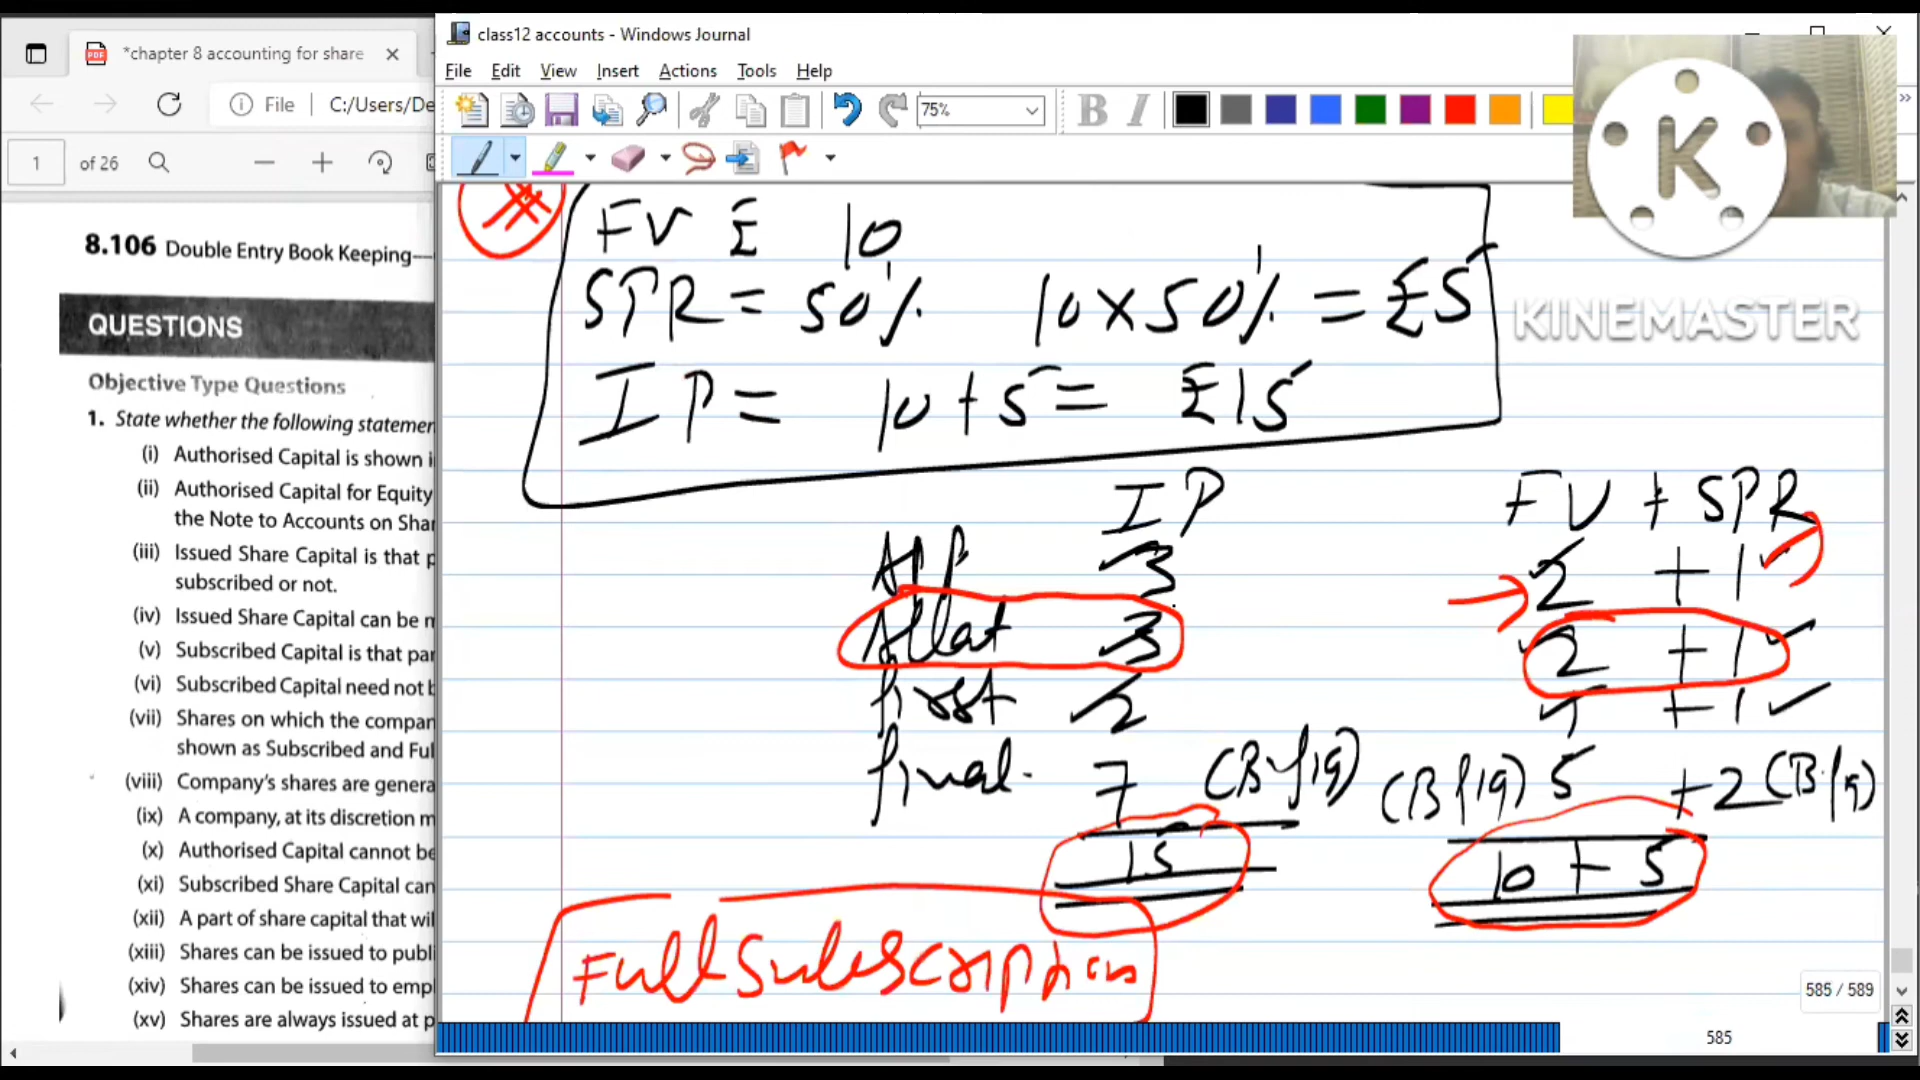 *chapter 8 accounting for share
File C:/Users/De
1 of 26
8.106 Double Entry Book Keeping—
QUESTIONS
Objective Type Questions
1. State whether the following statemen
(i) Authorised Capital is shown i
(ii) Authorised Capital for Equity
the Note to Accounts on Shar
(iii) Issued Share Capital is that p
subscribed or not.
(iv) Issued Share Capital can be
(v) Subscribed Capital is that par
(vi) Subscribed Capital need not b
(vii) Shares on which the compan
shown as Subscribed and Ful
(viii) Company's shares are genera
(ix) A company, at its discretion m
(x) Authorised Capital cannot be
(xi) Subscribed Share Capital can
(xii) A part of share capital that wil
(xiii) Shares can be issued to publi
(xiv) Shares can be issued to emp
(xv) Shares are always issued at p
class12 accounts - Windows Journal
File Edit View Insert Actions Tools Help
75% B I
K
KINEMASTER
FV £ 10
SPR = 50% 10 x 50% = £5
IP = 10 + 5 = £15
IP FV + SPR
App 3 2 + 1
Allot 3 2 + 1
first 2 1 + 1
final 7 (B.fig) (B fig) 5 + 2 (B.fig)
15 10 + 5
Full Subscription
585 / 589
585